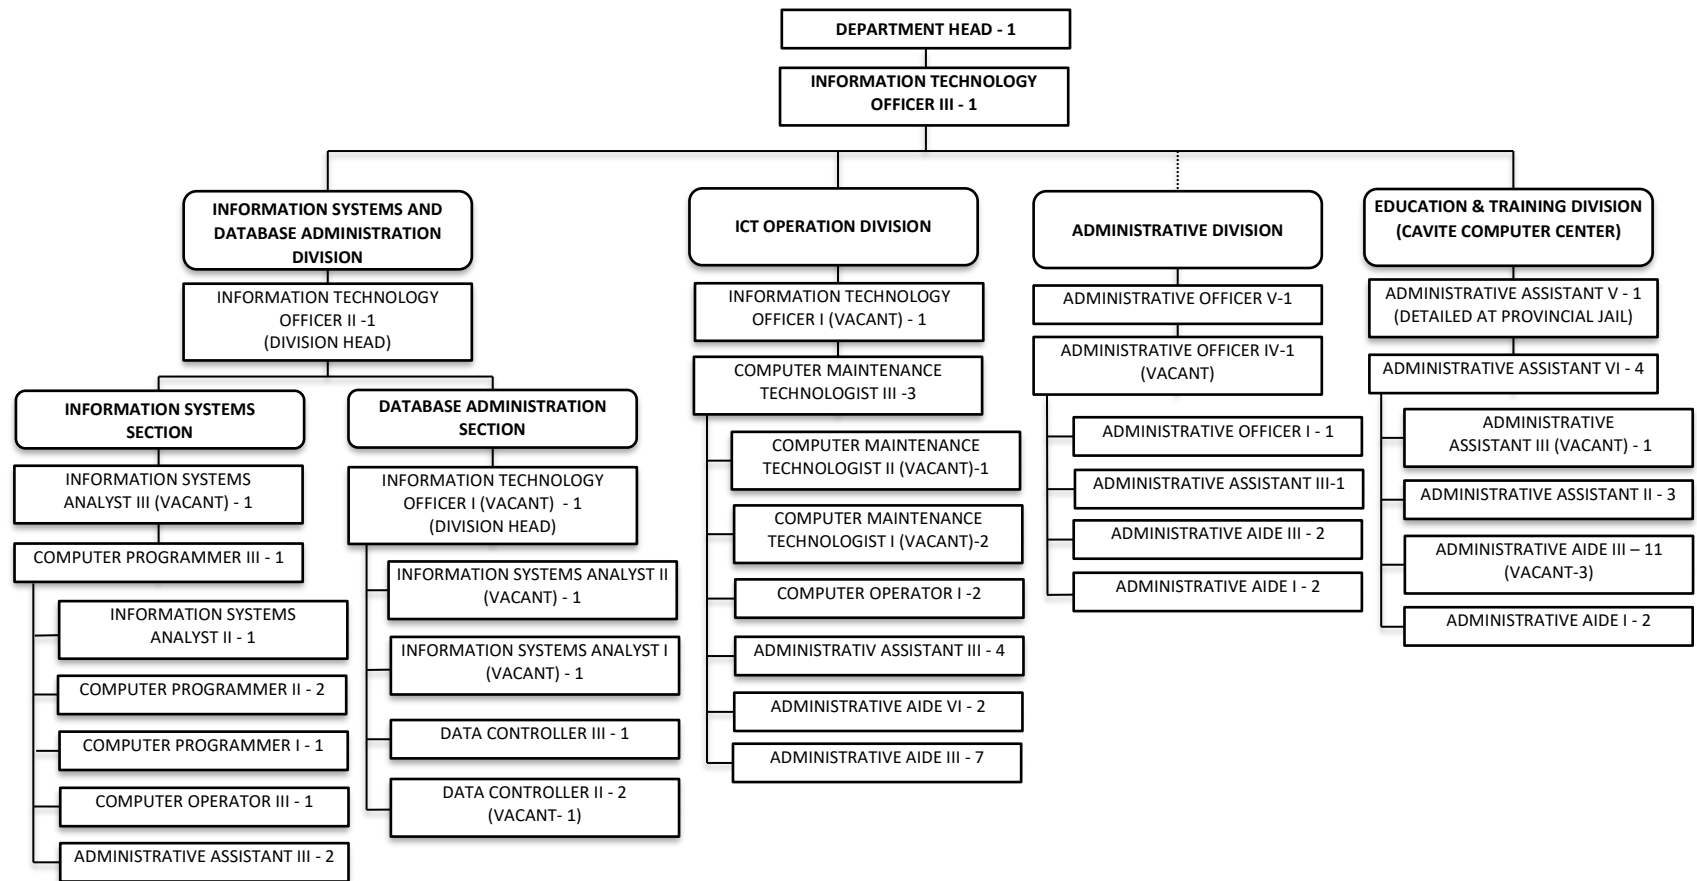 DEPARTMENT HEAD - 1
INFORMATION TECHNOLOGY
OFFICER III - 1
INFORMATION SYSTEMS AND
DATABASE ADMINISTRATION
DIVISION
INFORMATION TECHNOLOGY
OFFICER II -1
(DIVISION HEAD)
INFORMATION SYSTEMS
SECTION
INFORMATION SYSTEMS
ANALYST III (VACANT) - 1
COMPUTER PROGRAMMER III - 1
INFORMATION SYSTEMS
ANALYST II - 1
COMPUTER PROGRAMMER II - 2
COMPUTER PROGRAMMER I - 1
COMPUTER OPERATOR III - 1
ADMINISTRATIVE ASSISTANT III - 2
DATABASE ADMINISTRATION
SECTION
INFORMATION TECHNOLOGY
OFFICER I (VACANT) - 1
(DIVISION HEAD)
INFORMATION SYSTEMS ANALYST II
(VACANT) - 1
INFORMATION SYSTEMS ANALYST I
(VACANT) - 1
DATA CONTROLLER III - 1
DATA CONTROLLER II - 2
(VACANT- 1)
ICT OPERATION DIVISION
INFORMATION TECHNOLOGY
OFFICER I (VACANT) - 1
COMPUTER MAINTENANCE
TECHNOLOGIST III -3
COMPUTER MAINTENANCE
TECHNOLOGIST II (VACANT)-1
COMPUTER MAINTENANCE
TECHNOLOGIST I (VACANT)-2
COMPUTER OPERATOR I -2
ADMINISTRATIV ASSISTANT III - 4
ADMINISTRATIVE AIDE VI - 2
ADMINISTRATIVE AIDE III - 7
ADMINISTRATIVE DIVISION
ADMINISTRATIVE OFFICER V-1
ADMINISTRATIVE OFFICER IV-1
(VACANT)
ADMINISTRATIVE OFFICER I - 1
ADMINISTRATIVE ASSISTANT III-1
ADMINISTRATIVE AIDE III - 2
ADMINISTRATIVE AIDE I - 2
EDUCATION & TRAINING DIVISION
(CAVITE COMPUTER CENTER)
ADMINISTRATIVE ASSISTANT V - 1
(DETAILED AT PROVINCIAL JAIL)
ADMINISTRATIVE ASSISTANT VI - 4
ADMINISTRATIVE
ASSISTANT III (VACANT) - 1
ADMINISTRATIVE ASSISTANT II - 3
ADMINISTRATIVE AIDE III – 11
(VACANT-3)
ADMINISTRATIVE AIDE I - 2